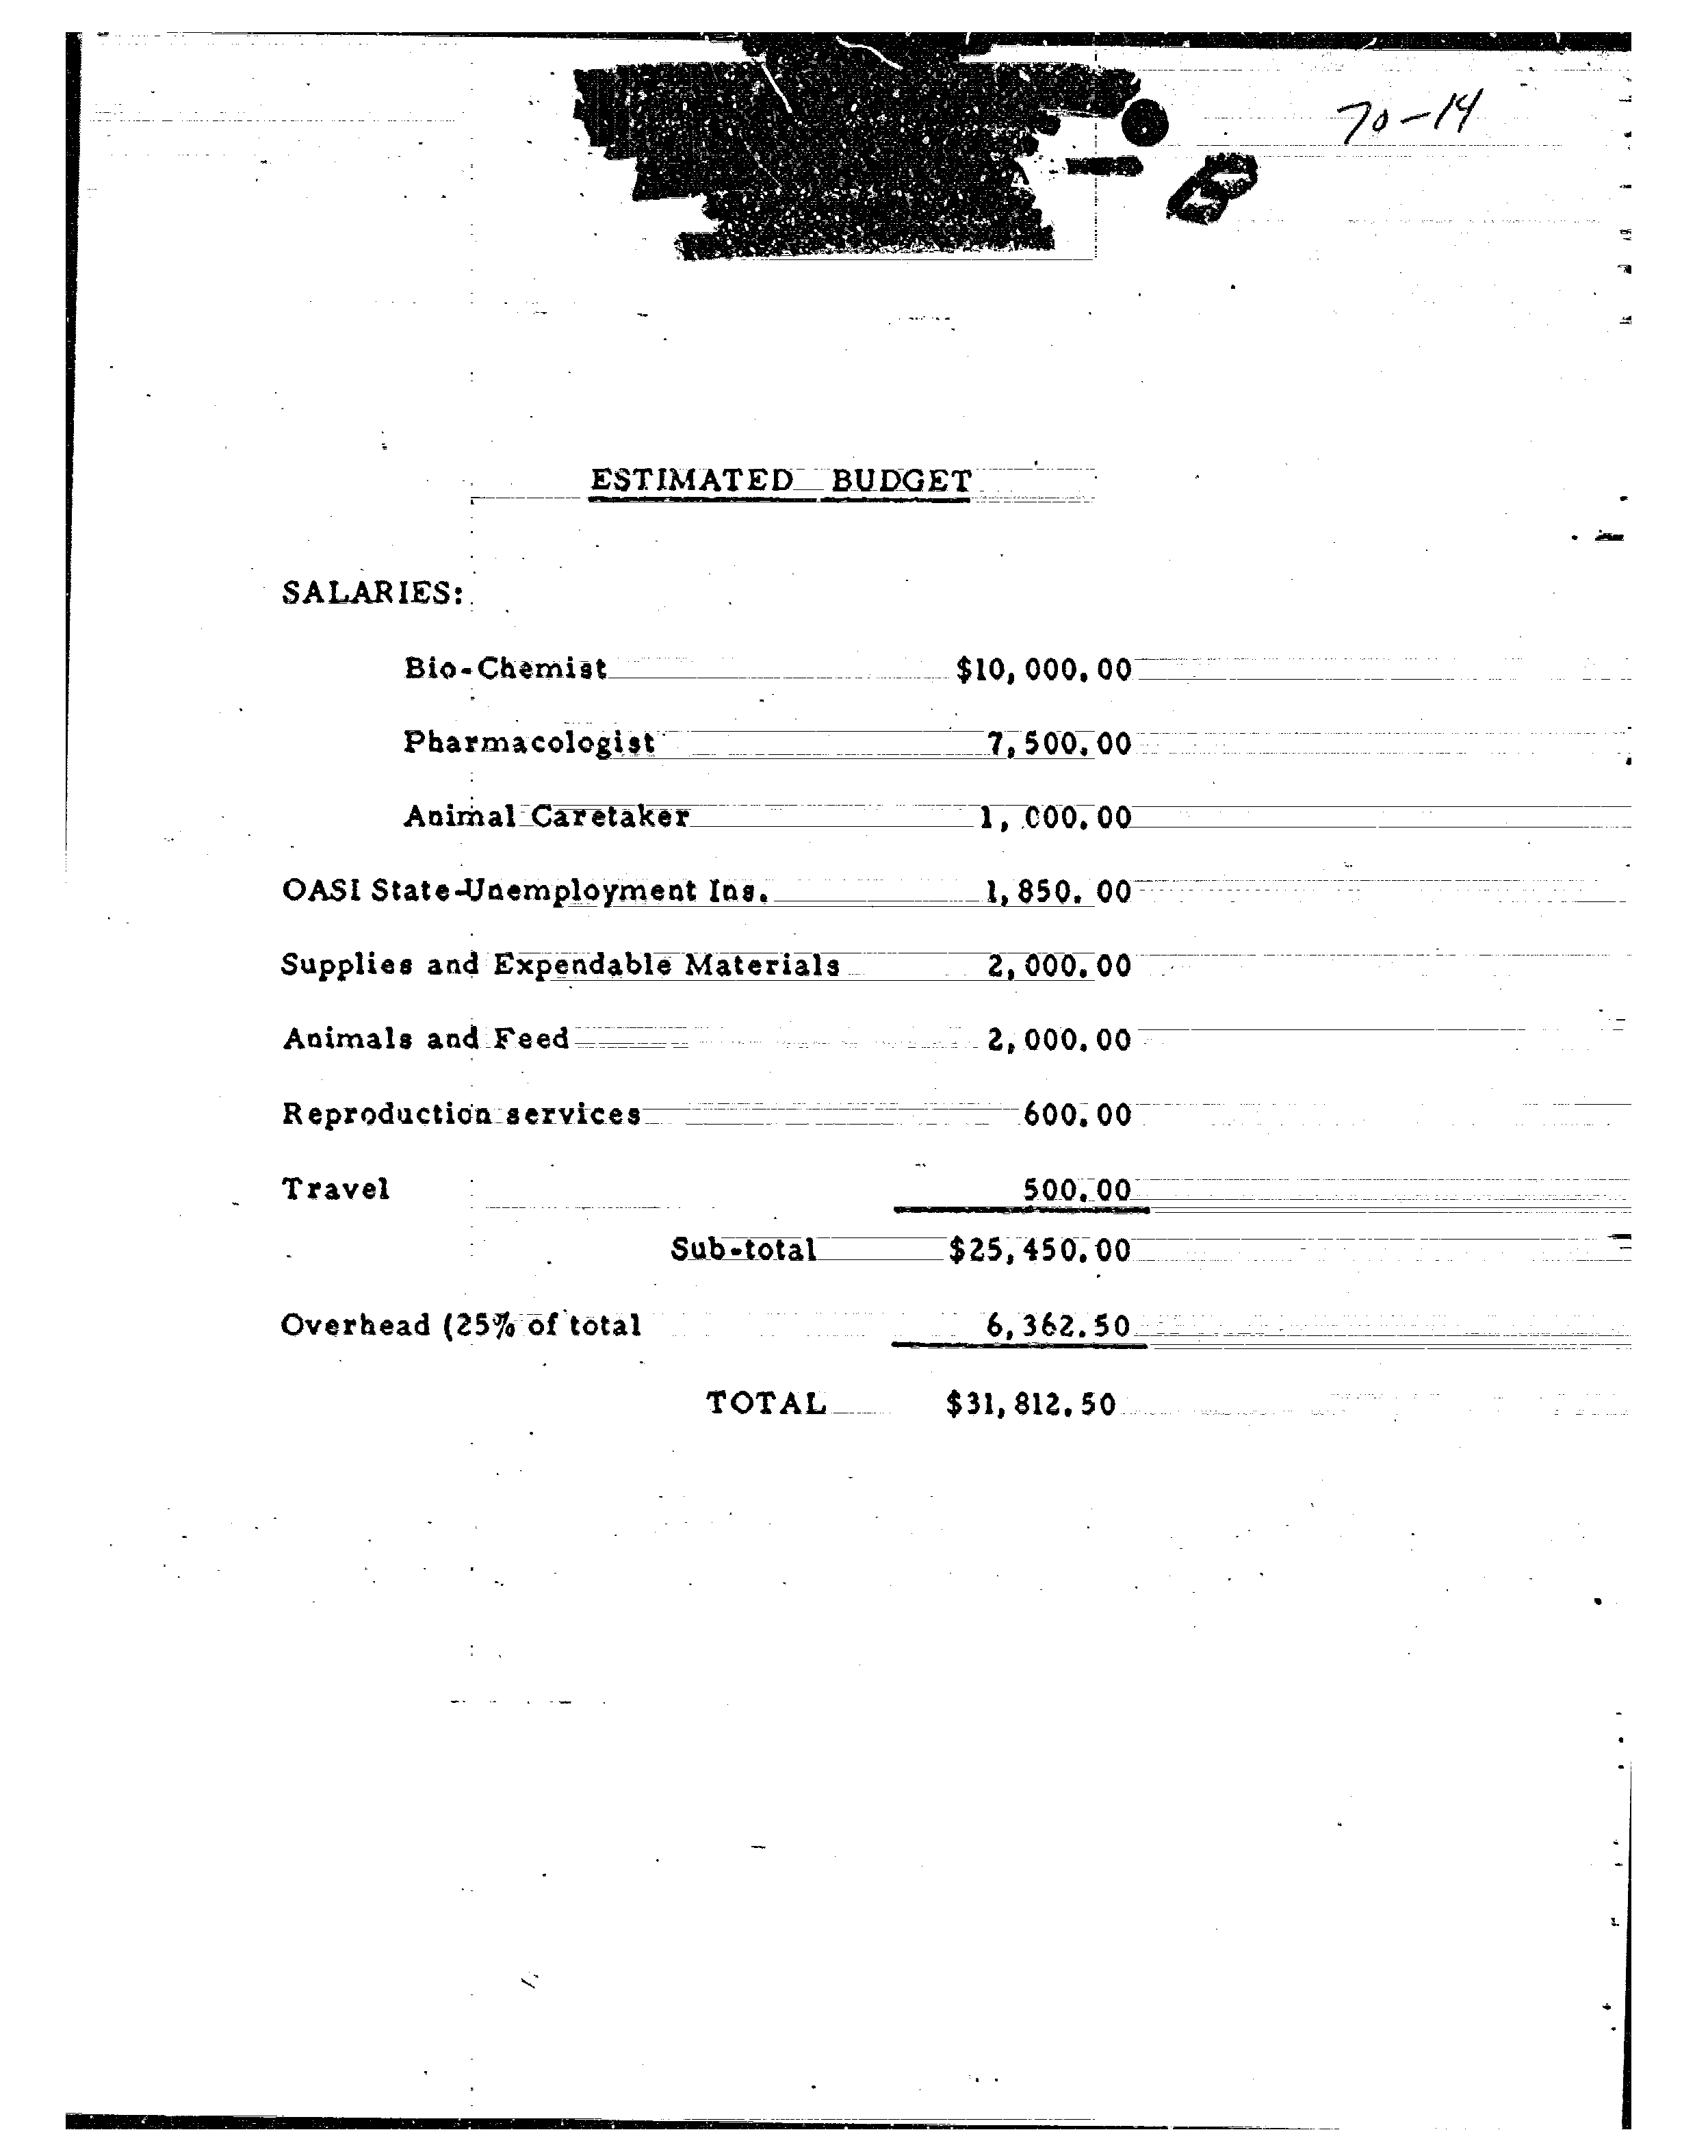 70-14
ESTIMATED BUDGET
SALARIES:
Bio-Chemist $10,000.00
Pharmacologist 7,500.00
Animal Caretaker 1,000.00
OASI State-Unemployment Ins. 1,850.00
Supplies and Expendable Materials 2,000.00
Animals and Feed 2,000.00
Reproduction services 600.00
Travel 500.00
Sub-total $25,450.00
Overhead (25% of total 6,362.50
TOTAL $31,812.50